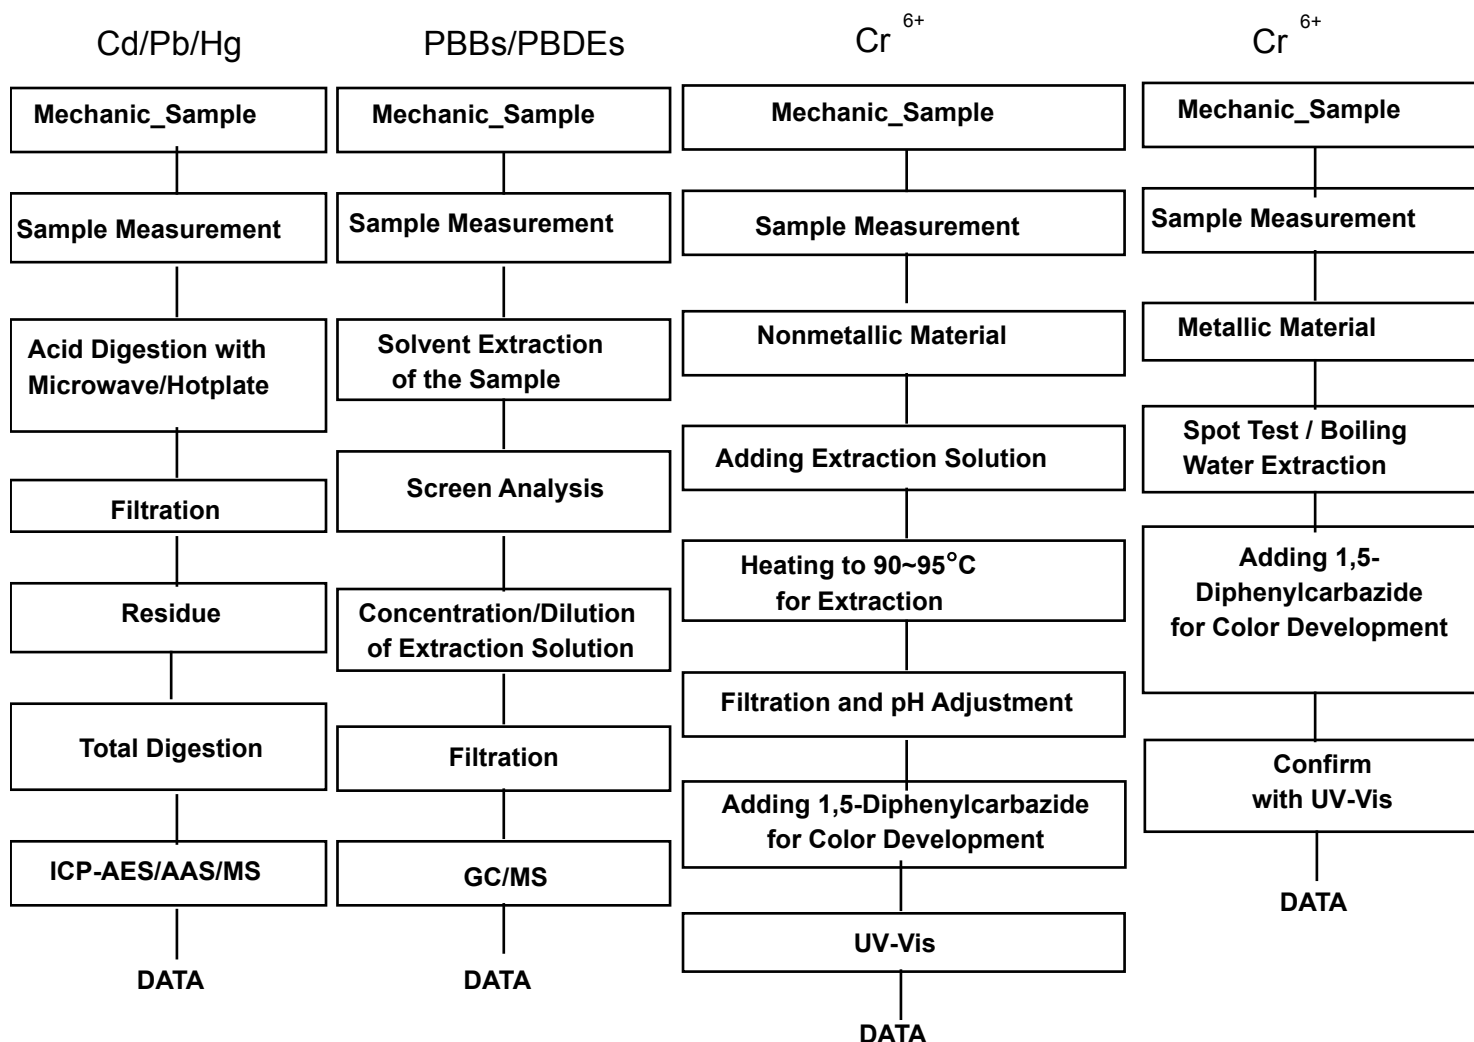 Cd/Pb/Hg
Mechanic_Sample
Sample Measurement
Acid Digestion with
Microwave/Hotplate
Filtration
Residue
Total Digestion
ICP-AES/AAS/MS
DATA
PBBs/PBDEs
Mechanic_Sample
Sample Measurement
Solvent Extraction
of the Sample
Screen Analysis
Concentration/Dilution
of Extraction Solution
Filtration
GC/MS
DATA
Cr 6+
Mechanic_Sample
Sample Measurement
Nonmetallic Material
Adding Extraction Solution
Heating to 90~95°C
for Extraction
Filtration and pH Adjustment
Adding 1,5-Diphenylcarbazide
for Color Development
UV-Vis
DATA
Cr 6+
Mechanic_Sample
Sample Measurement
Metallic Material
Spot Test / Boiling
Water Extraction
Adding 1,5-
Diphenylcarbazide
for Color Development
Confirm
with UV-Vis
DATA